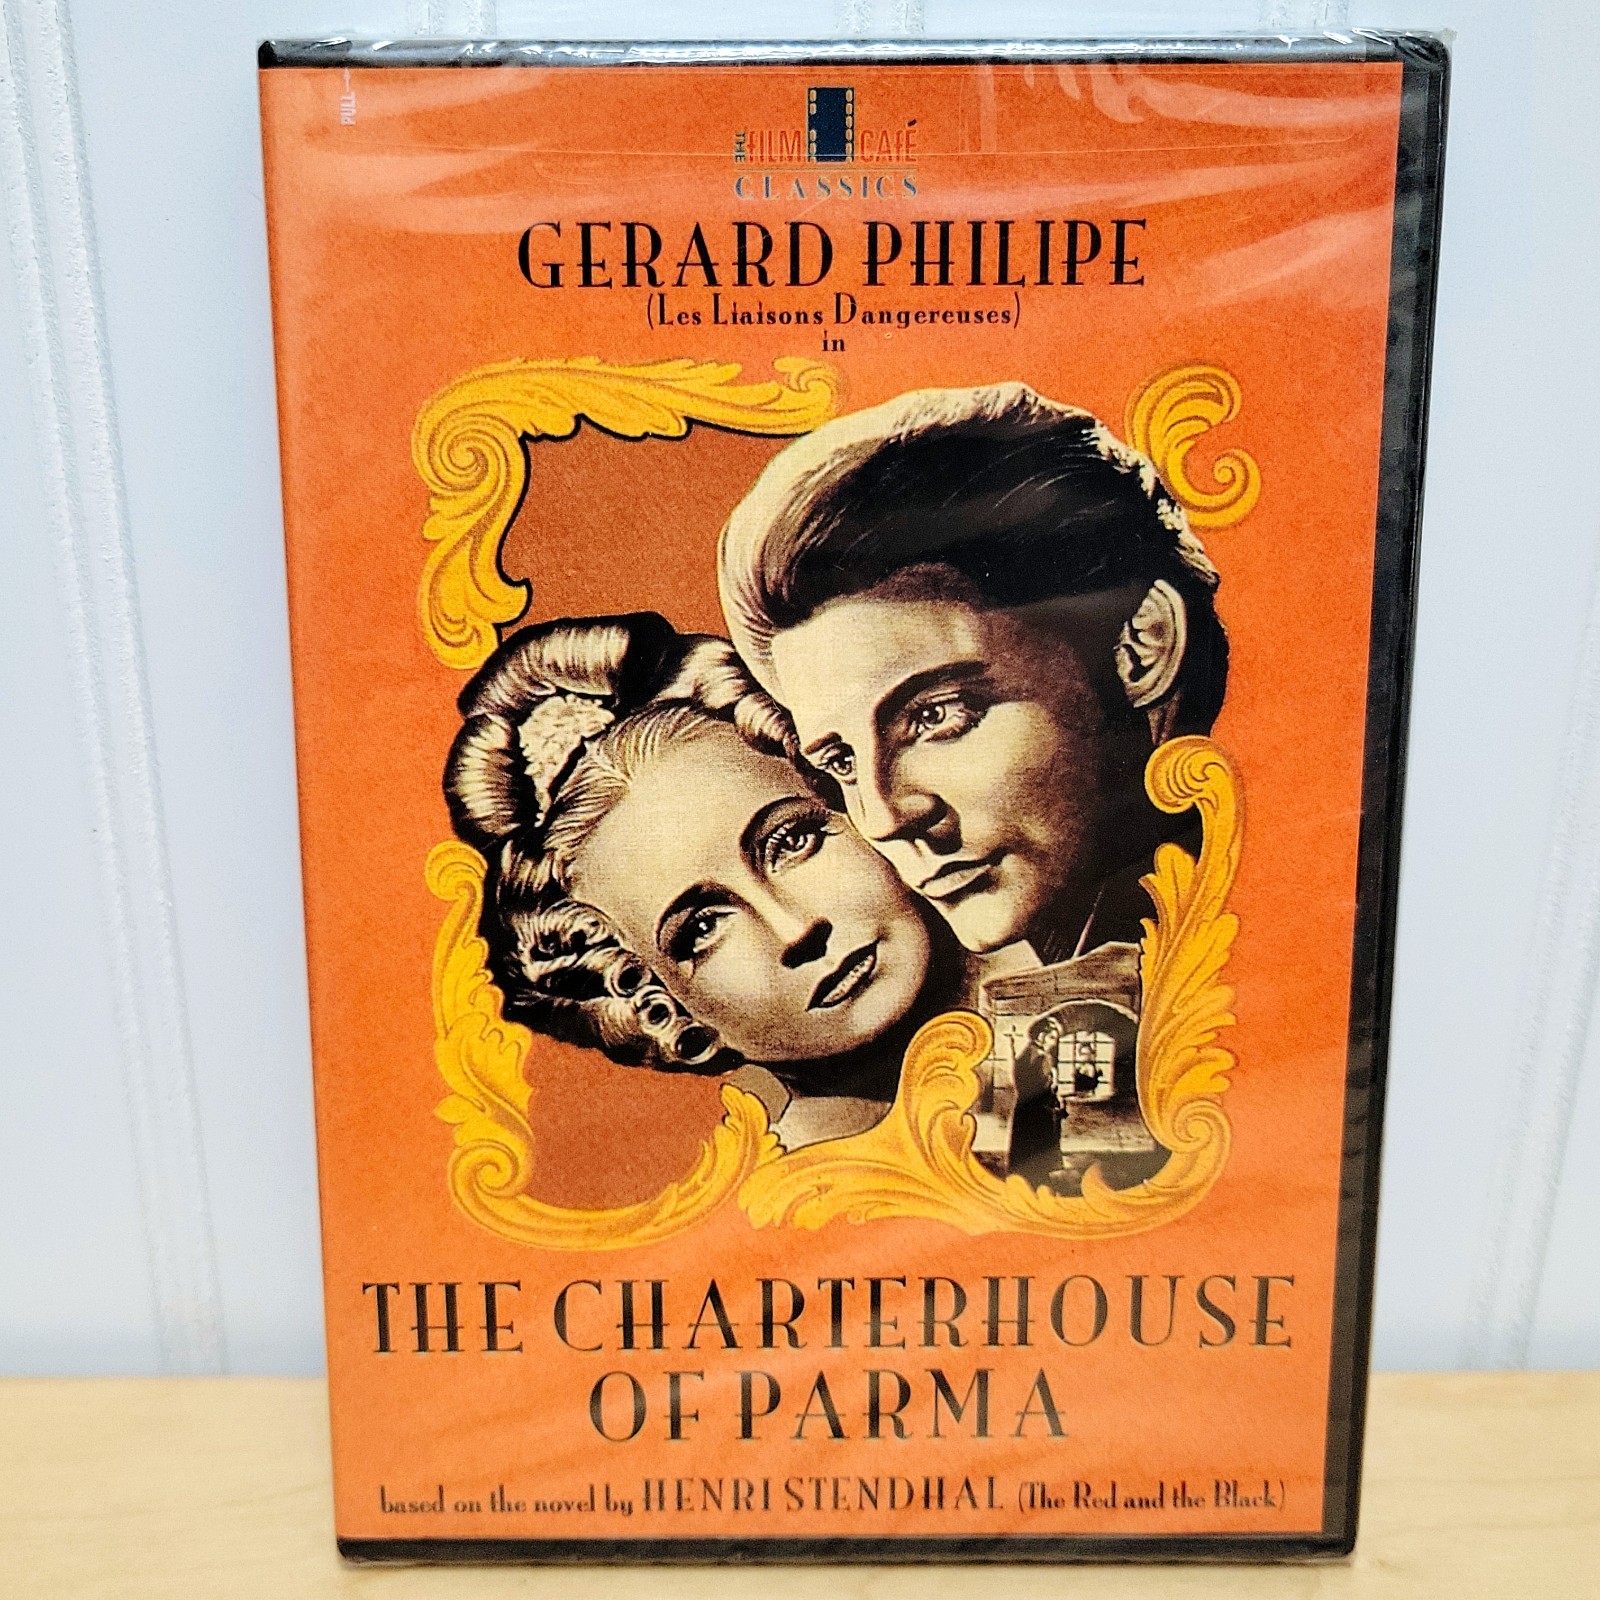 PULL→
THE FILM CAFÉ
CLASSICS
GERARD PHILIPE
(Les Liaisons Dangereuses)
in
THE CHARTERHOUSE
OF PARMA
based on the novel by HENRI STENDHAL (The Red and the Black)